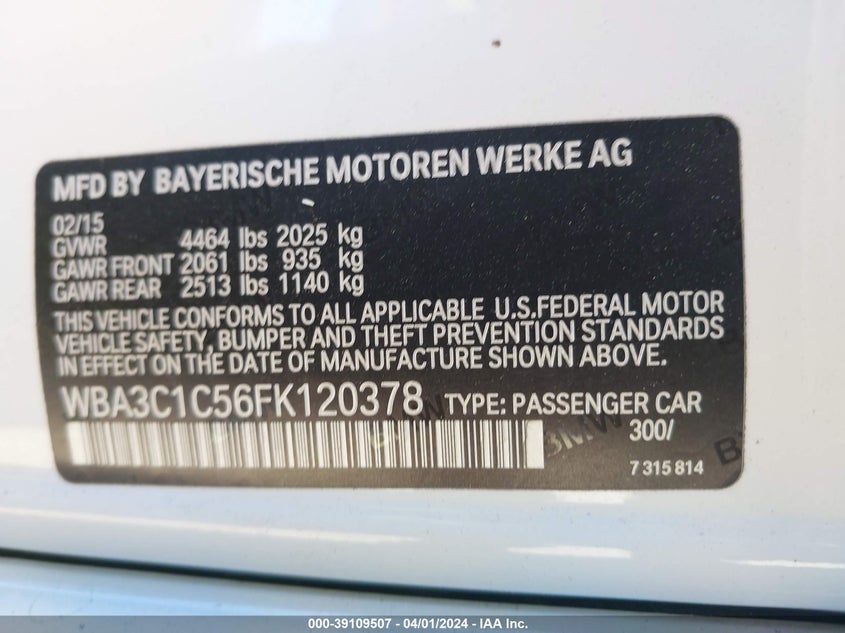 MFD BY BAYERISCHE MOTOREN WERKE AG
02/15
GVWR 4464 lbs 2025 kg
GAWR FRONT 2061 lbs 935 kg
GAWR REAR 2513 lbs 1140 kg
THIS VEHICLE CONFORMS TO ALL APPLICABLE U.S.FEDERAL MOTOR
VEHICLE SAFETY, BUMPER AND THEFT PREVENTION STANDARDS
IN EFFECT ON THE DATE OF MANUFACTURE SHOWN ABOVE.
WBA3C1C56FK120378 TYPE: PASSENGER CAR
300/
BMW
7 315 814
000-39109507 - 04/01/2024 - IAA Inc.